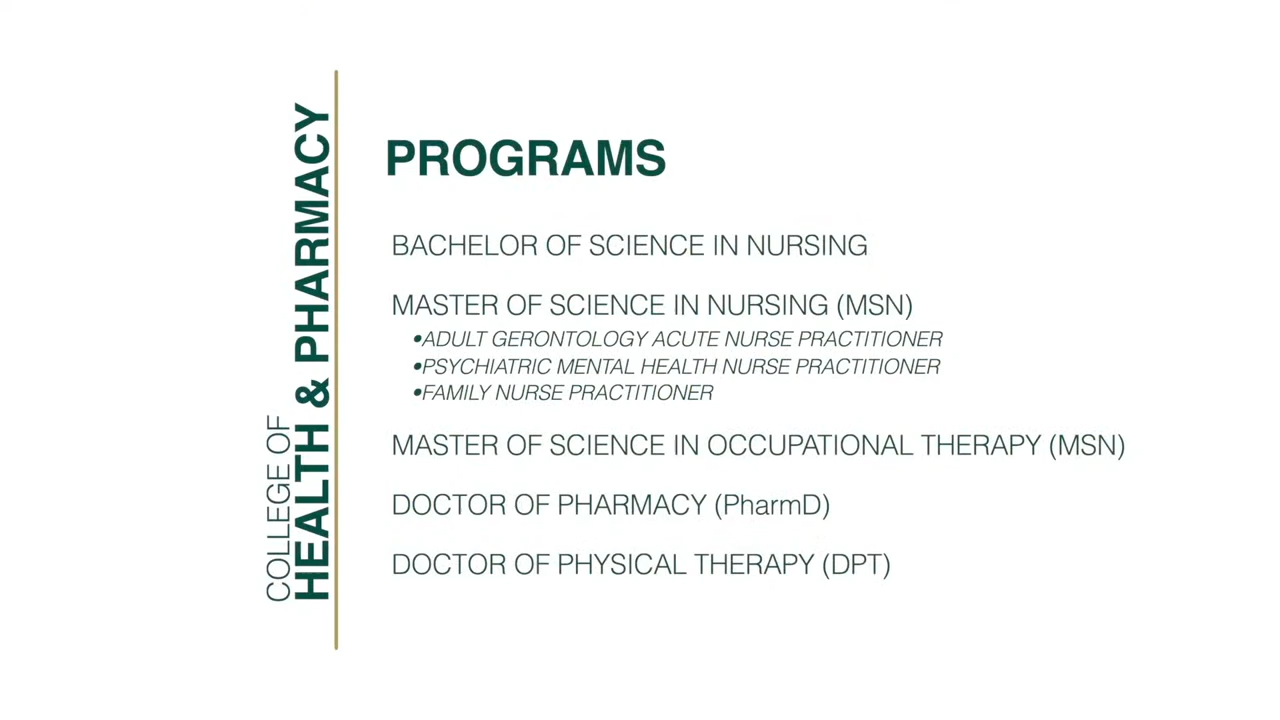 COLLEGE OF
HEALTH & PHARMACY
PROGRAMS
BACHELOR OF SCIENCE IN NURSING
MASTER OF SCIENCE IN NURSING (MSN)
•ADULT GERONTOLOGY ACUTE NURSE PRACTITIONER
•PSYCHIATRIC MENTAL HEALTH NURSE PRACTITIONER
•FAMILY NURSE PRACTITIONER
MASTER OF SCIENCE IN OCCUPATIONAL THERAPY (MSN)
DOCTOR OF PHARMACY (PharmD)
DOCTOR OF PHYSICAL THERAPY (DPT)